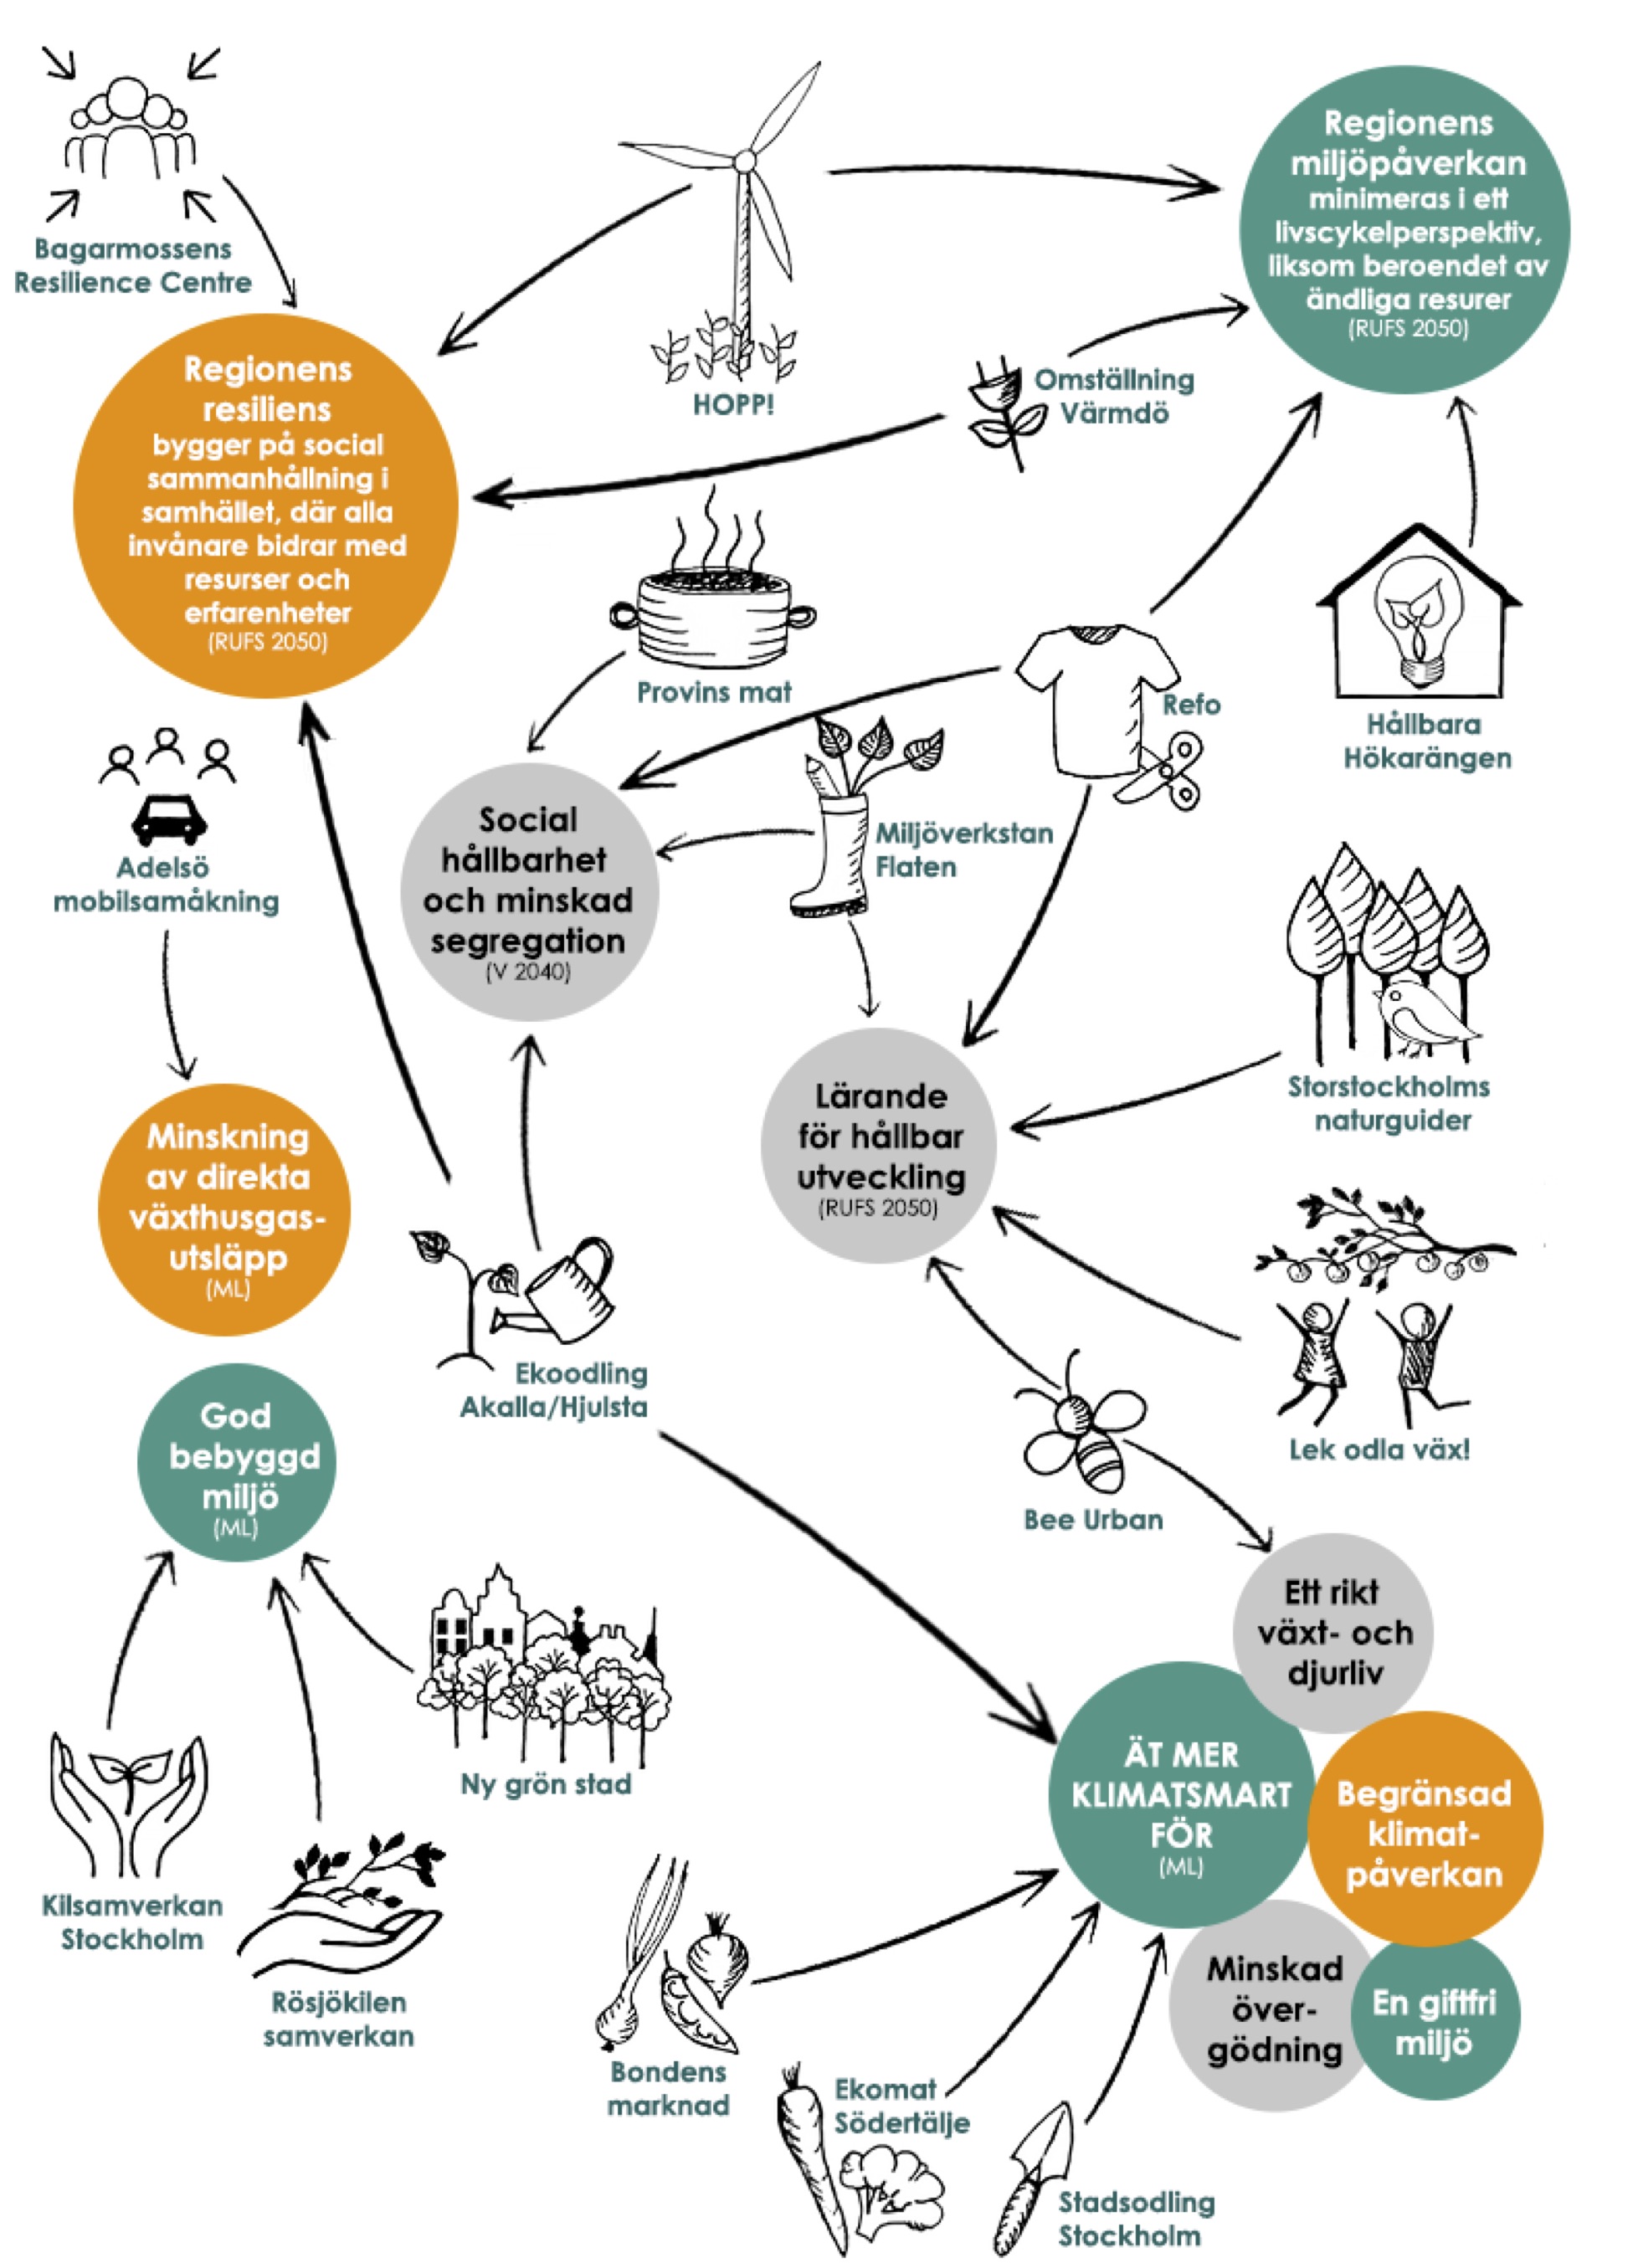 Bagarmossens
Resilience Centre
HOPP!
Regionens
miljöpåverkan
minimeras i ett
livscykelperspektiv,
liksom beroendet av
ändliga resurer
(RUFS 2050)
Regionens
resiliens
bygger på social
sammanhållning i
samhället, där alla
invånare bidrar med
resurser och
erfarenheter
(RUFS 2050)
Omställning
Värmdö
Provins mat
Refo
Hållbara
Hökarängen
Adelsö
mobilsamåkning
Social
hållbarhet
och minskad
segregation
(V 2040)
Miljöverkstan
Flaten
Storstockholms
naturguider
Lärande
för hållbar
utveckling
(RUFS 2050)
Minskning
av direkta
växthusgas-
utsläpp
(ML)
Ekoodling
Akalla/Hjulsta
Lek odla väx!
Bee Urban
God
bebyggd
miljö
(ML)
Ny grön stad
Kilsamverkan
Stockholm
Rösjökilen
samverkan
Ett rikt
växt- och
djurliv
ÄT MER
KLIMATSMART
FÖR
(ML)
Begränsad
klimat-
påverkan
Minskad
över-
gödning
En giftfri
miljö
Bondens
marknad
Ekomat
Södertälje
Stadsodling
Stockholm